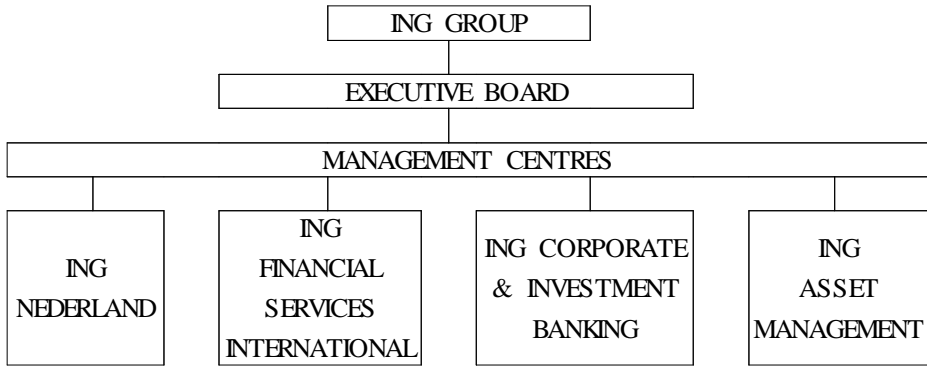 ING GROUP
EXECUTIVE BOARD
MANAGEMENT CENTRES
ING
NEDERLAND
ING
FINANCIAL
SERVICES
INTERNATIONAL
ING CORPORATE
& INVESTMENT
BANKING
ING
ASSET
MANAGEMENT